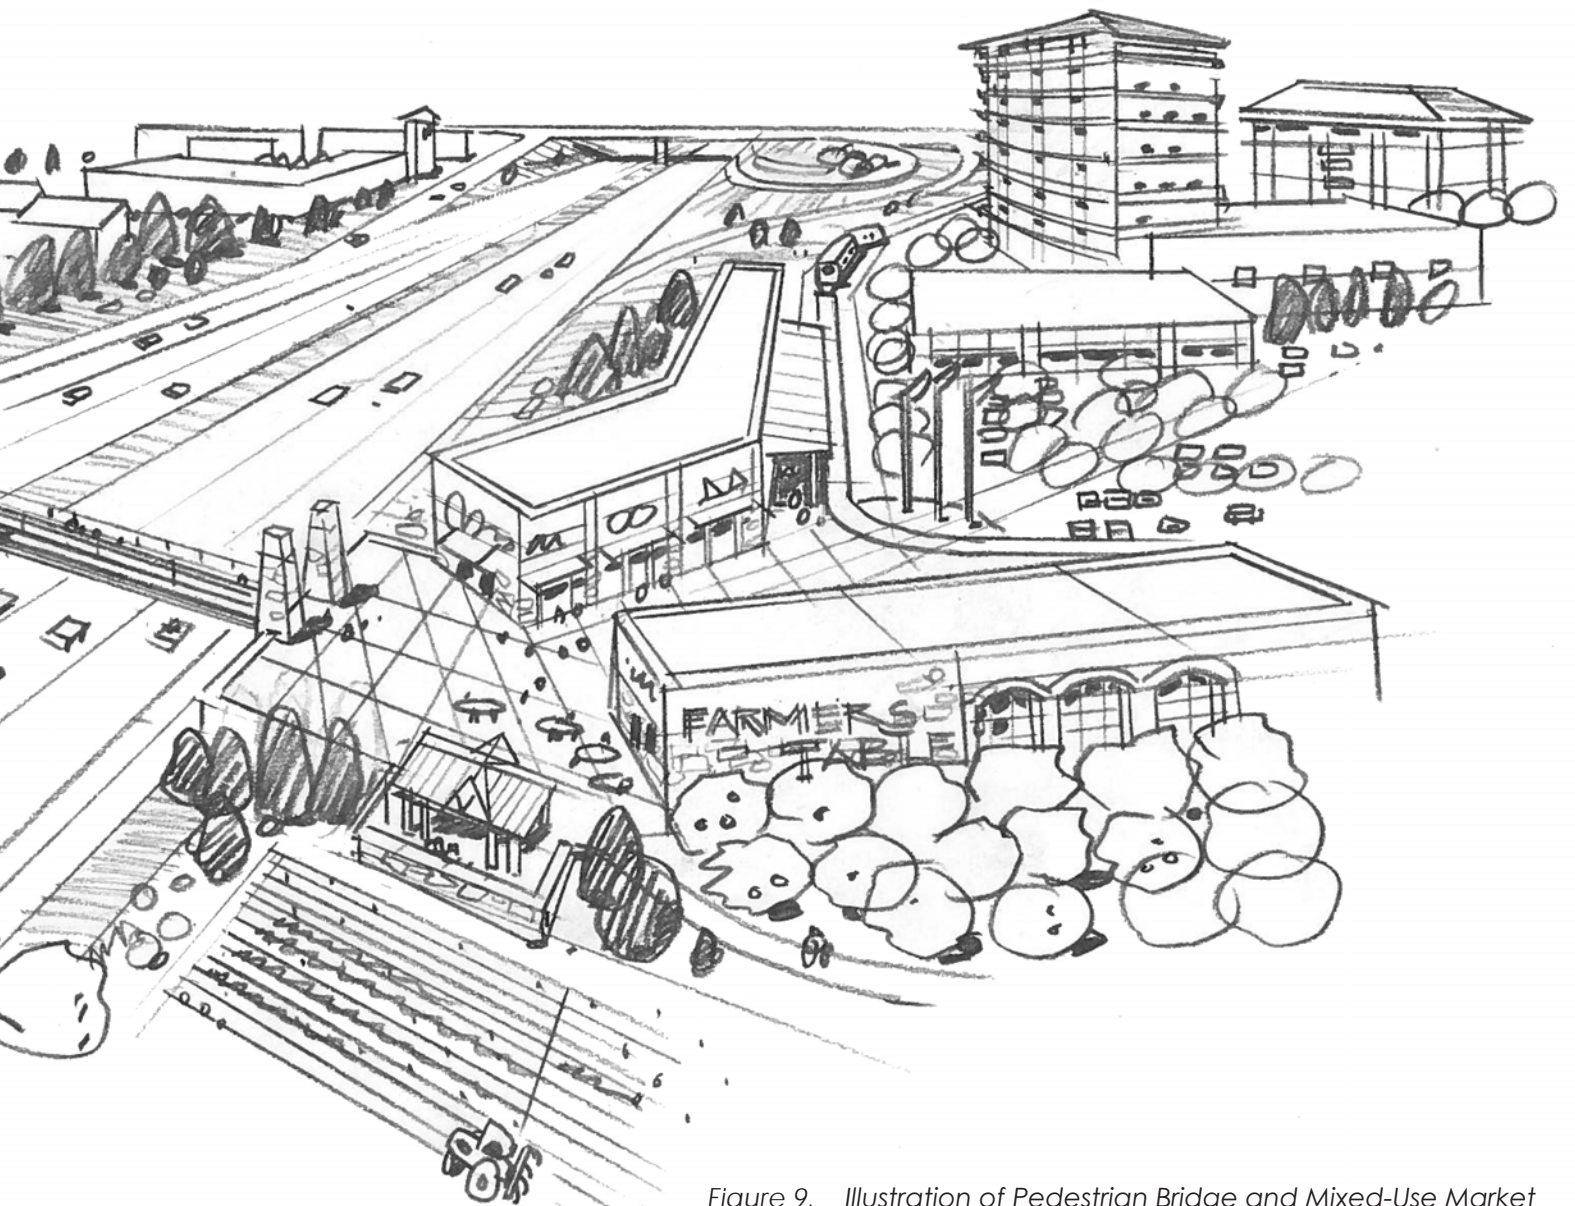 FARMERS
TABLE
Figure 9. Illustration of Pedestrian Bridge and Mixed-Use Market